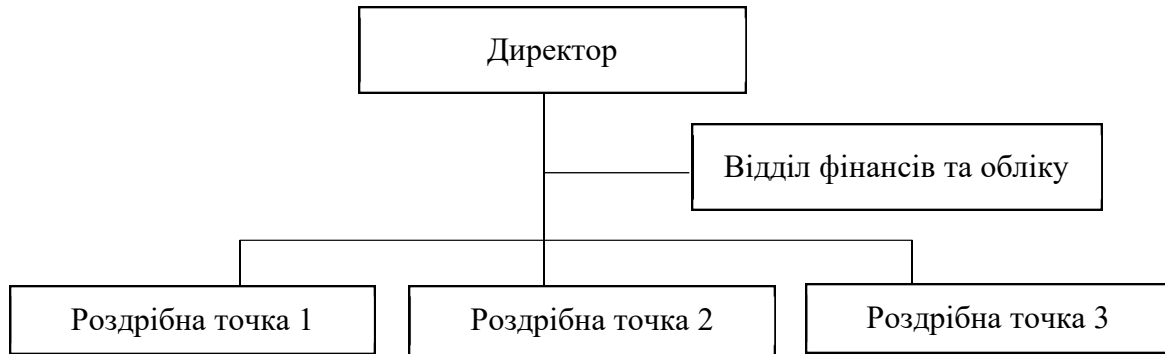 Директор
Відділ фінансів та обліку
Роздрібна точка 1
Роздрібна точка 2
Роздрібна точка 3